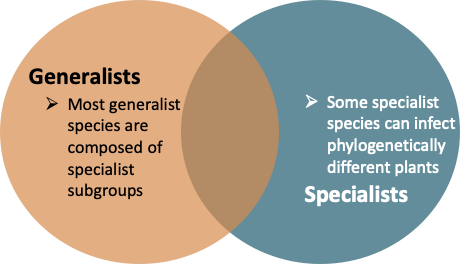 Generalists
➢ Most generalist
species are
composed of
specialist
subgroups
➢ Some specialist
species can infect
phylogenetically
different plants
Specialists